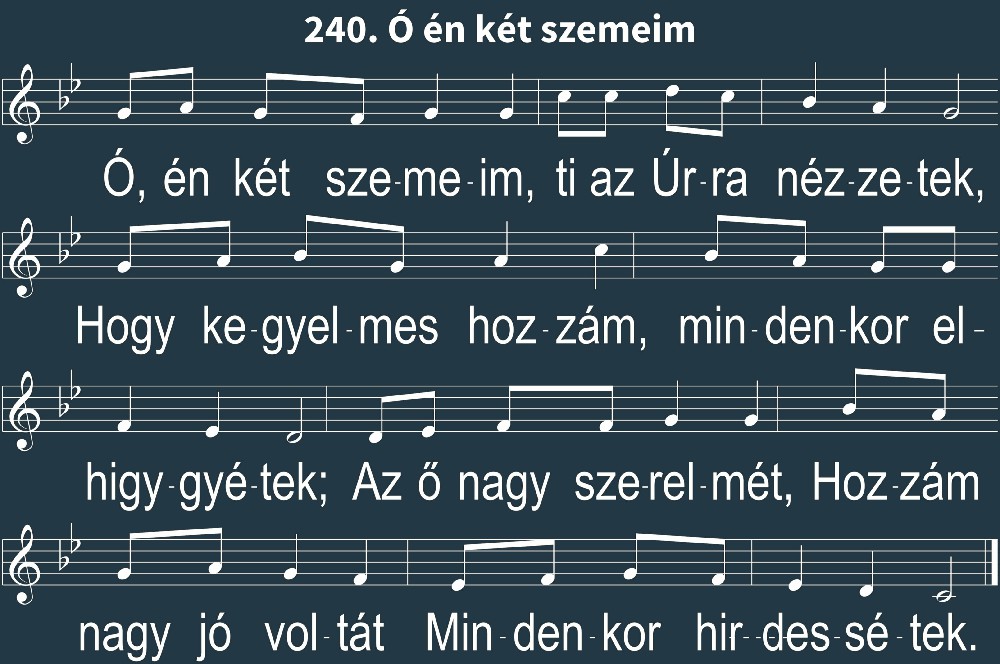 240. Ó én két szemeim
Ó, én két sze-me-im, ti az Úr-ra néz-ze-tek,
Hogy ke-gyel-mes hoz-zám, min-den-kor el-
higy-gyé-tek; Az ő nagy sze-rel-mét, Hoz-zám
nagy jó vol-tát Min-den-kor hir--des-sé-tek.